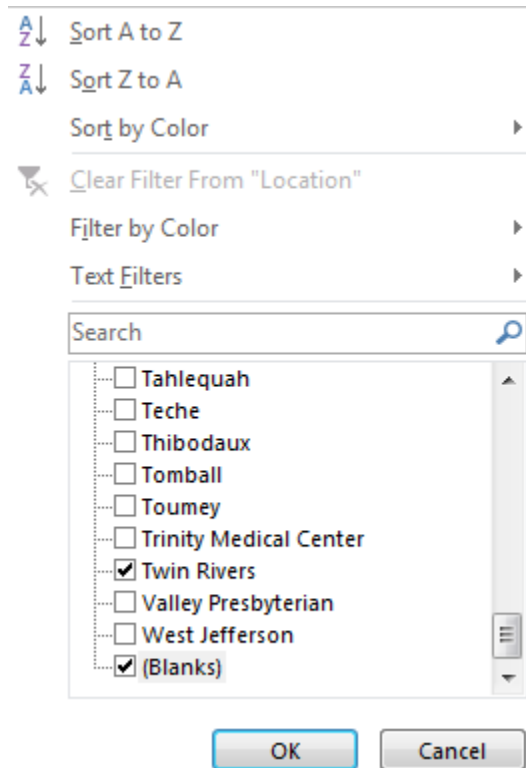 Sort A to Z
Sort Z to A
Sort by Color
Clear Filter From "Location"
Filter by Color
Text Filters
Search
Tahlequah
Teche
Thibodaux
Tomball
Toumey
Trinity Medical Center
Twin Rivers
Valley Presbyterian
West Jefferson
(Blanks)
OK Cancel